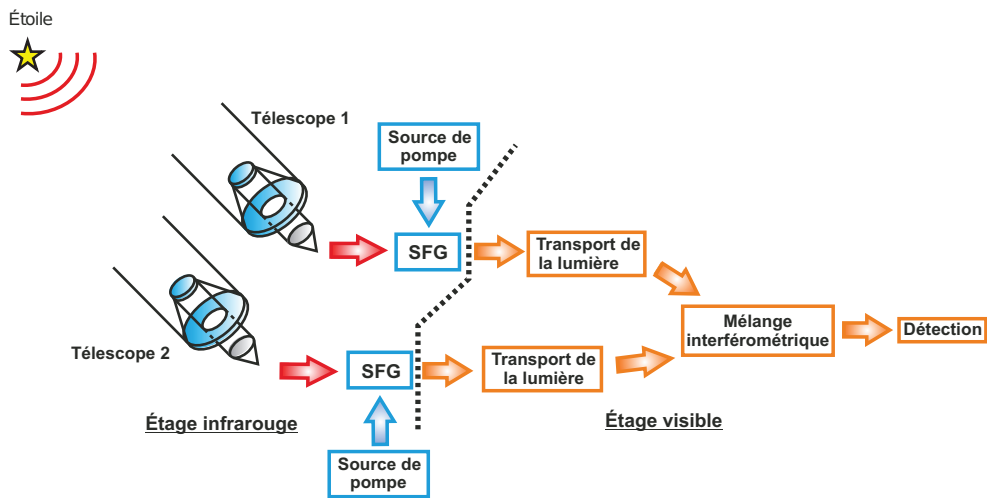 Étoile
Télescope 1
Source de
pompe
SFG
Transport de
la lumière
Mélange
interférométrique
Détection
Télescope 2
SFG
Transport de
la lumière
Étage infrarouge
Étage visible
Source de
pompe